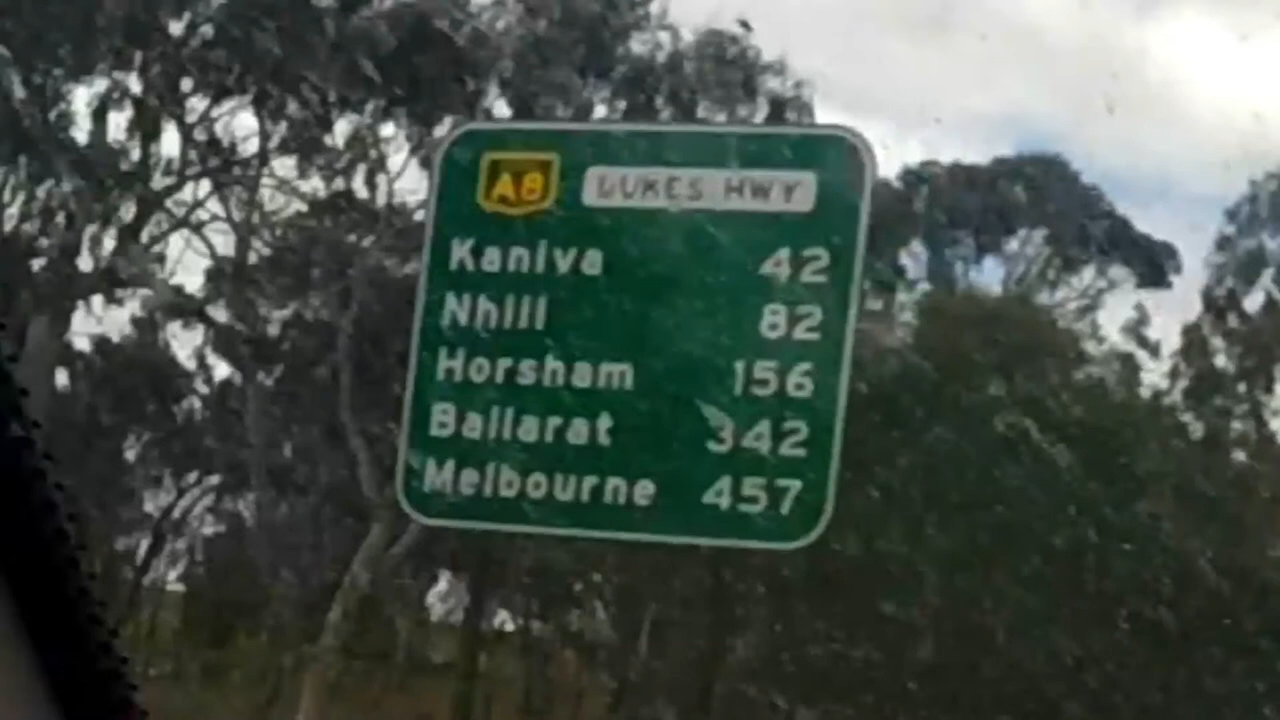 A8 DUKES HWY
Kaniva 42
Nhill 82
Horsham 156
Ballarat 342
Melbourne 457